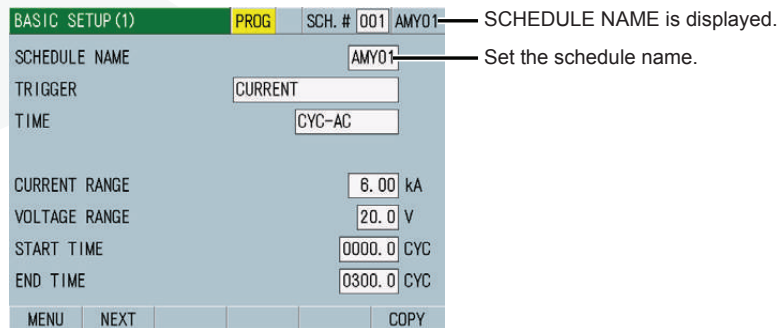 BASIC SETUP(1) PROG SCH. # 001 AMY01 SCHEDULE NAME is displayed.
SCHEDULE NAME AMY01 Set the schedule name.
TRIGGER CURRENT
TIME CYC-AC
CURRENT RANGE 6.00 kA
VOLTAGE RANGE 20.0 V
START TIME 0000.0 CYC
END TIME 0300.0 CYC
MENU NEXT COPY